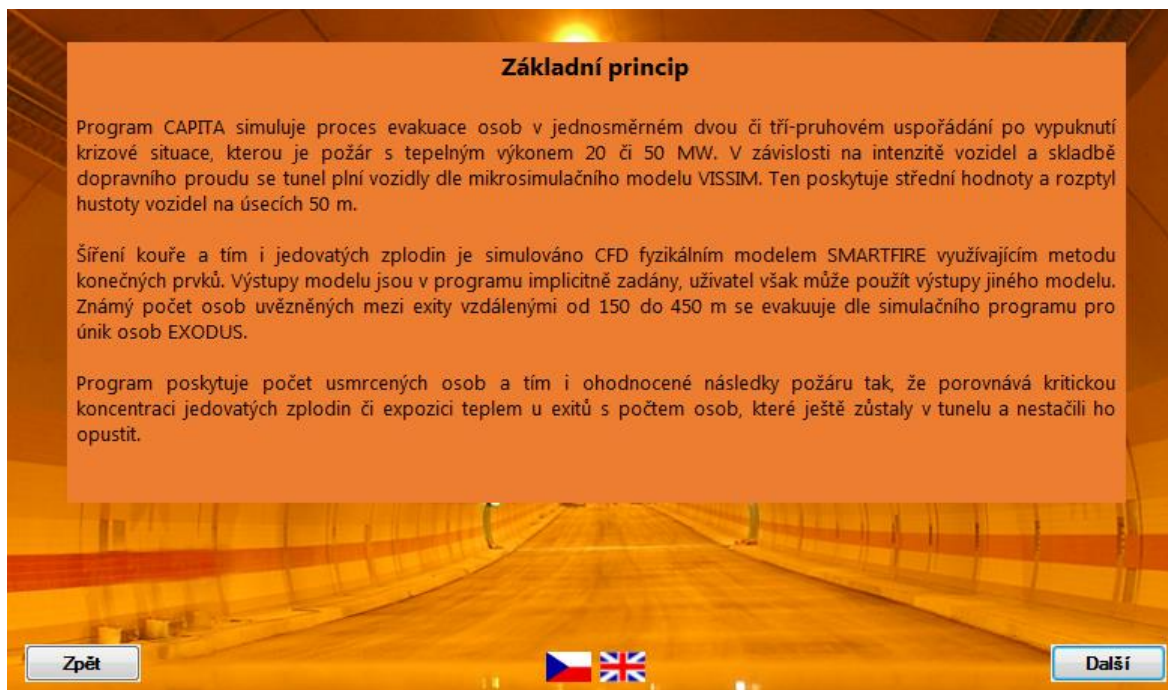 Základní princip
Program CAPITA simuluje proces evakuace osob v jednosměrném dvou či tří-pruhovém uspořádání po vypuknutí
krizové situace, kterou je požár s tepelným výkonem 20 či 50 MW. V závislosti na intenzitě vozidel a skladbě
dopravního proudu se tunel plní vozidly dle mikrosimulačního modelu VISSIM. Ten poskytuje střední hodnoty a rozptyl
hustoty vozidel na úsecích 50 m.
Šíření kouře a tím i jedovatých zplodin je simulováno CFD fyzikálním modelem SMARTFIRE využívajícím metodu
konečných prvků. Výstupy modelu jsou v programu implicitně zadány, uživatel však může použít výstupy jiného modelu.
Známý počet osob uvězněných mezi exity vzdálenými od 150 do 450 m se evakuuje dle simulačního programu pro
únik osob EXODUS.
Program poskytuje počet usmrcených osob a tím i ohodnocené následky požáru tak, že porovnává kritickou
koncentraci jedovatých zplodin či expozici teplem u exitů s počtem osob, které ještě zůstaly v tunelu a nestačili ho
opustit.
Zpět
Další